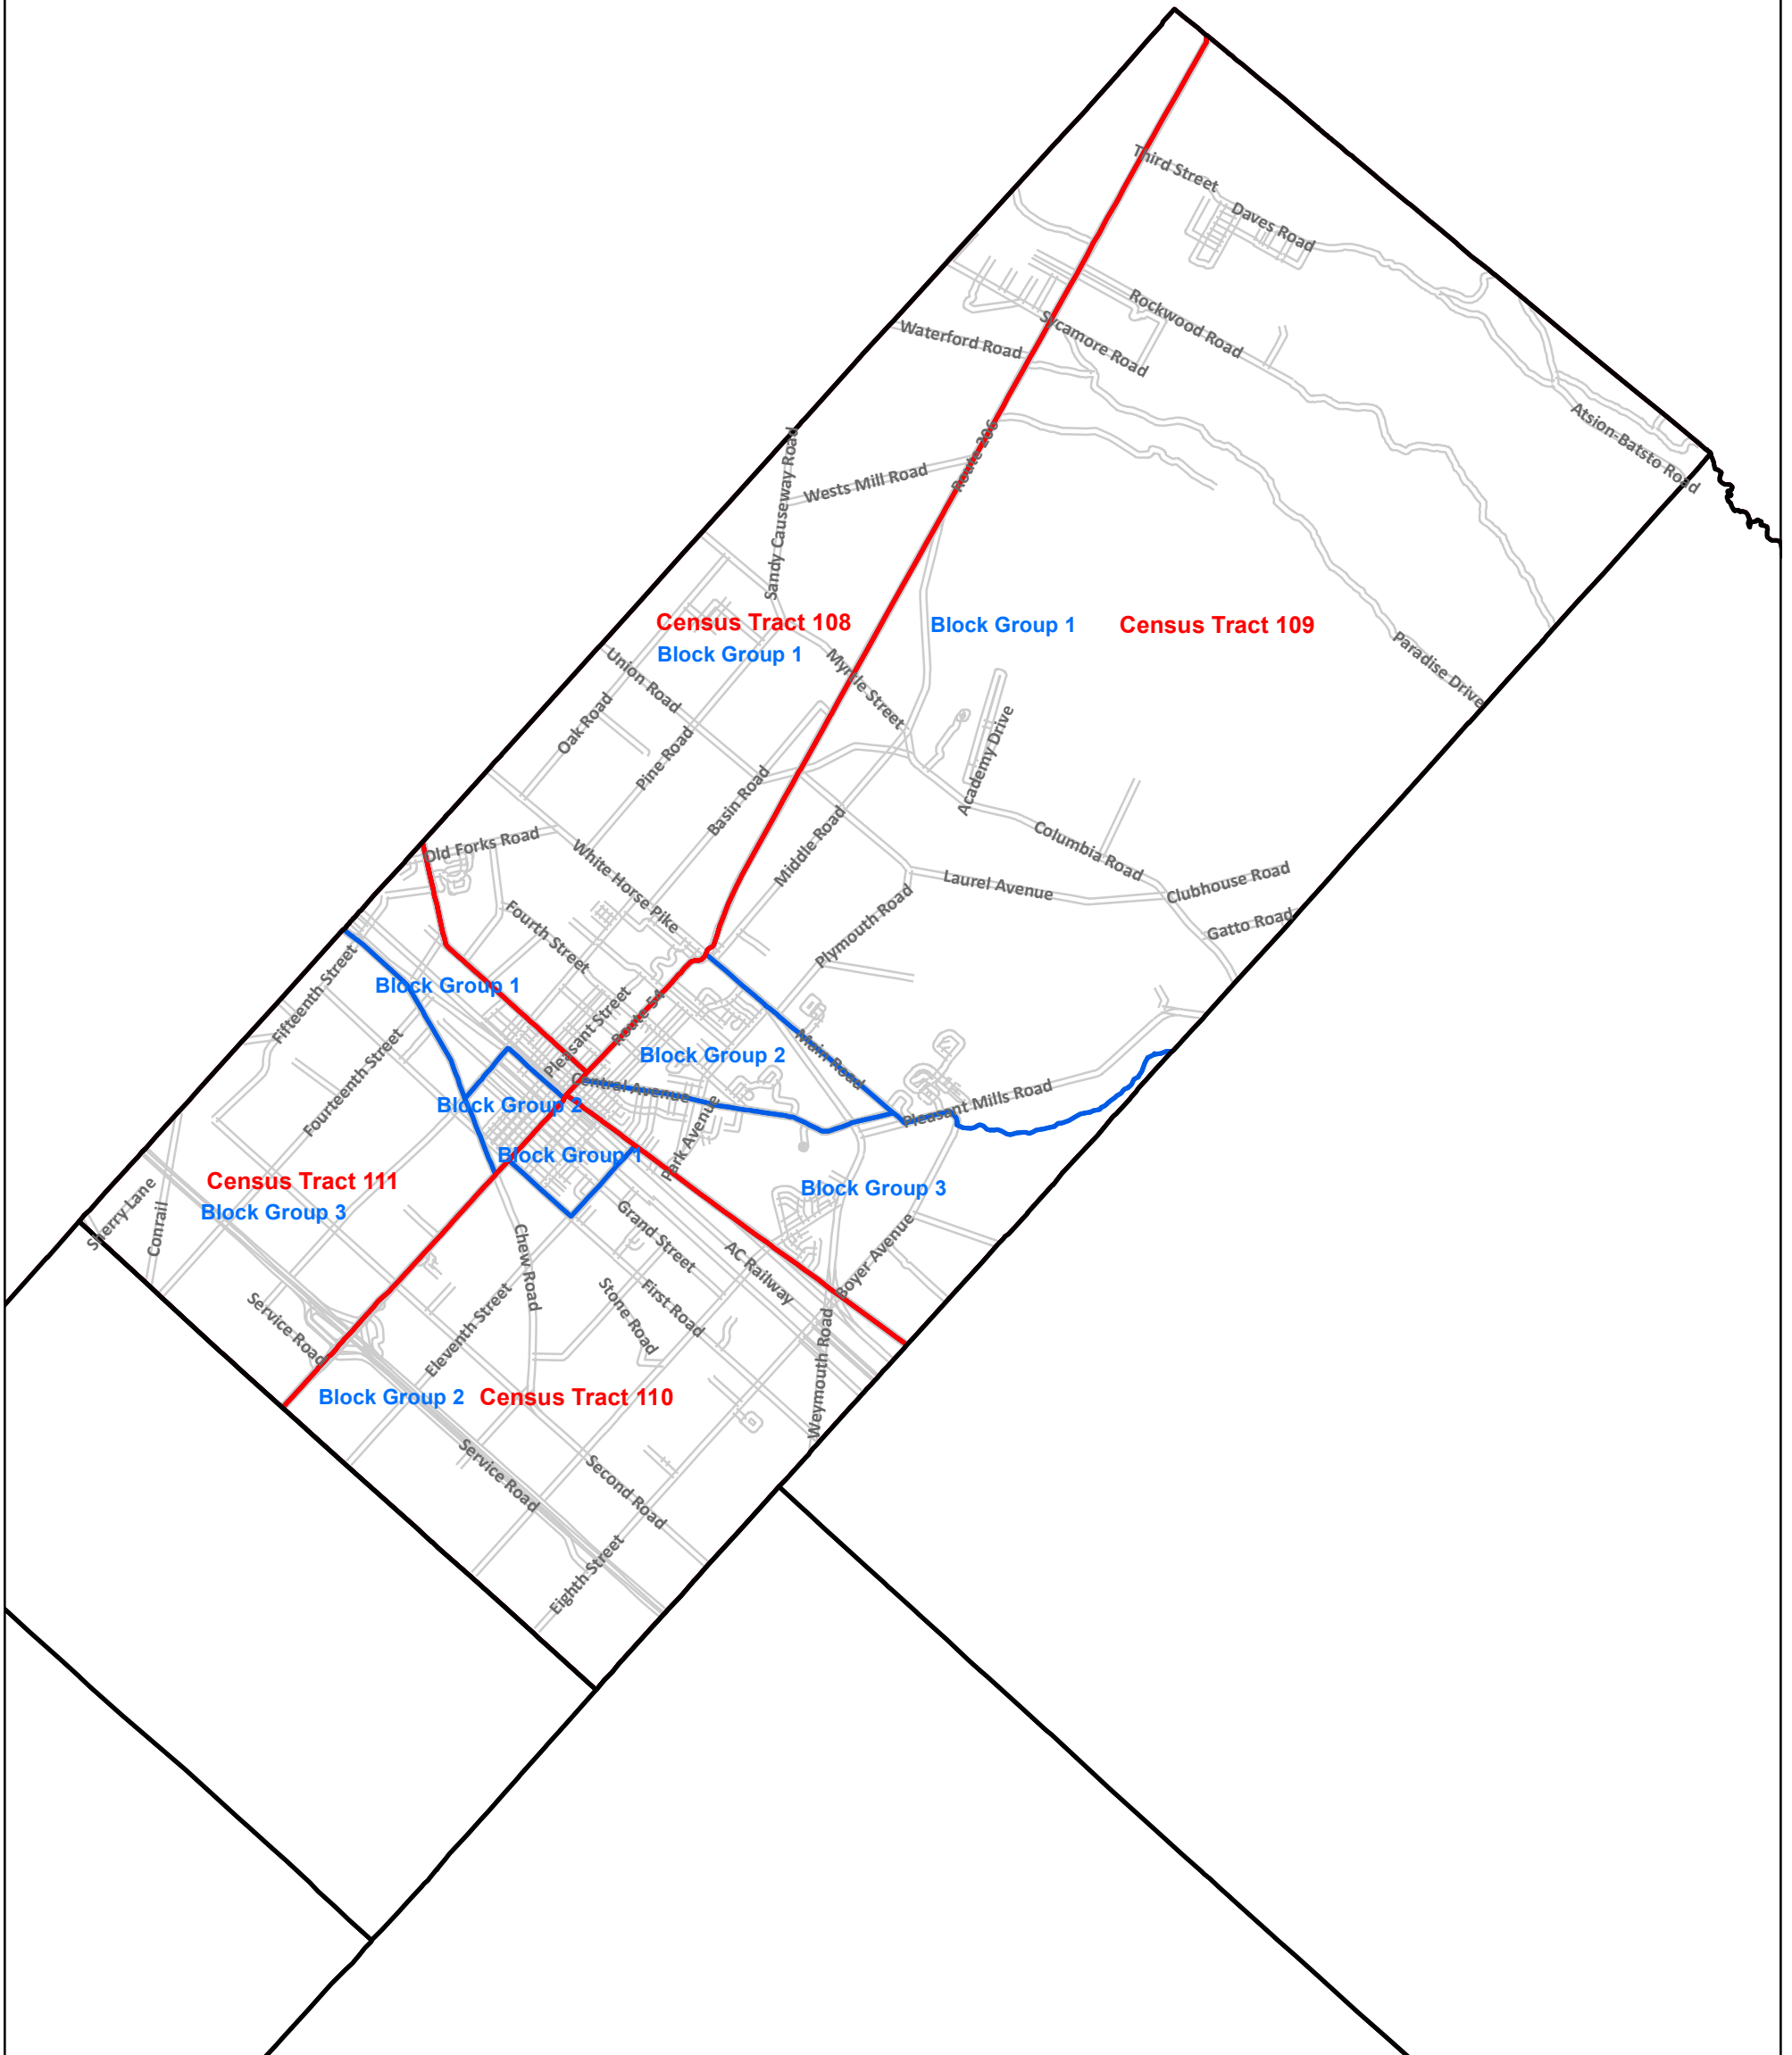 Third Street
Daves Road
Rockwood Road
Sycamore Road
Waterford Road
Atsion-Batsto Road
Route 206
Wests Mill Road
Sandy Causeway Road
Census Tract 108
Block Group 1
Block Group 1
Census Tract 109
Paradise Drive
Union Road
Myrtle Street
Oak Road
Pine Road
Academy Drive
Basin Road
Middle Road
Columbia Road
Old Forks Road
White Horse Pike
Laurel Avenue
Clubhouse Road
Gatto Road
Plymouth Road
Fourth Street
Fifteenth Street
Block Group 1
Pleasant Street
Route 54
Block Group 2
Main Road
Fourteenth Street
Central Avenue
Block Group 2
Pleasant Mills Road
Park Avenue
Block Group 1
Census Tract 111
Block Group 3
Block Group 3
Sherry Lane
Conrail
Grand Street
AC Railway
Boyer Avenue
Chew Road
First Road
Stone Road
Service Road
Eleventh Street
Weymouth Road
Block Group 2
Census Tract 110
Service Road
Second Road
Eighth Street